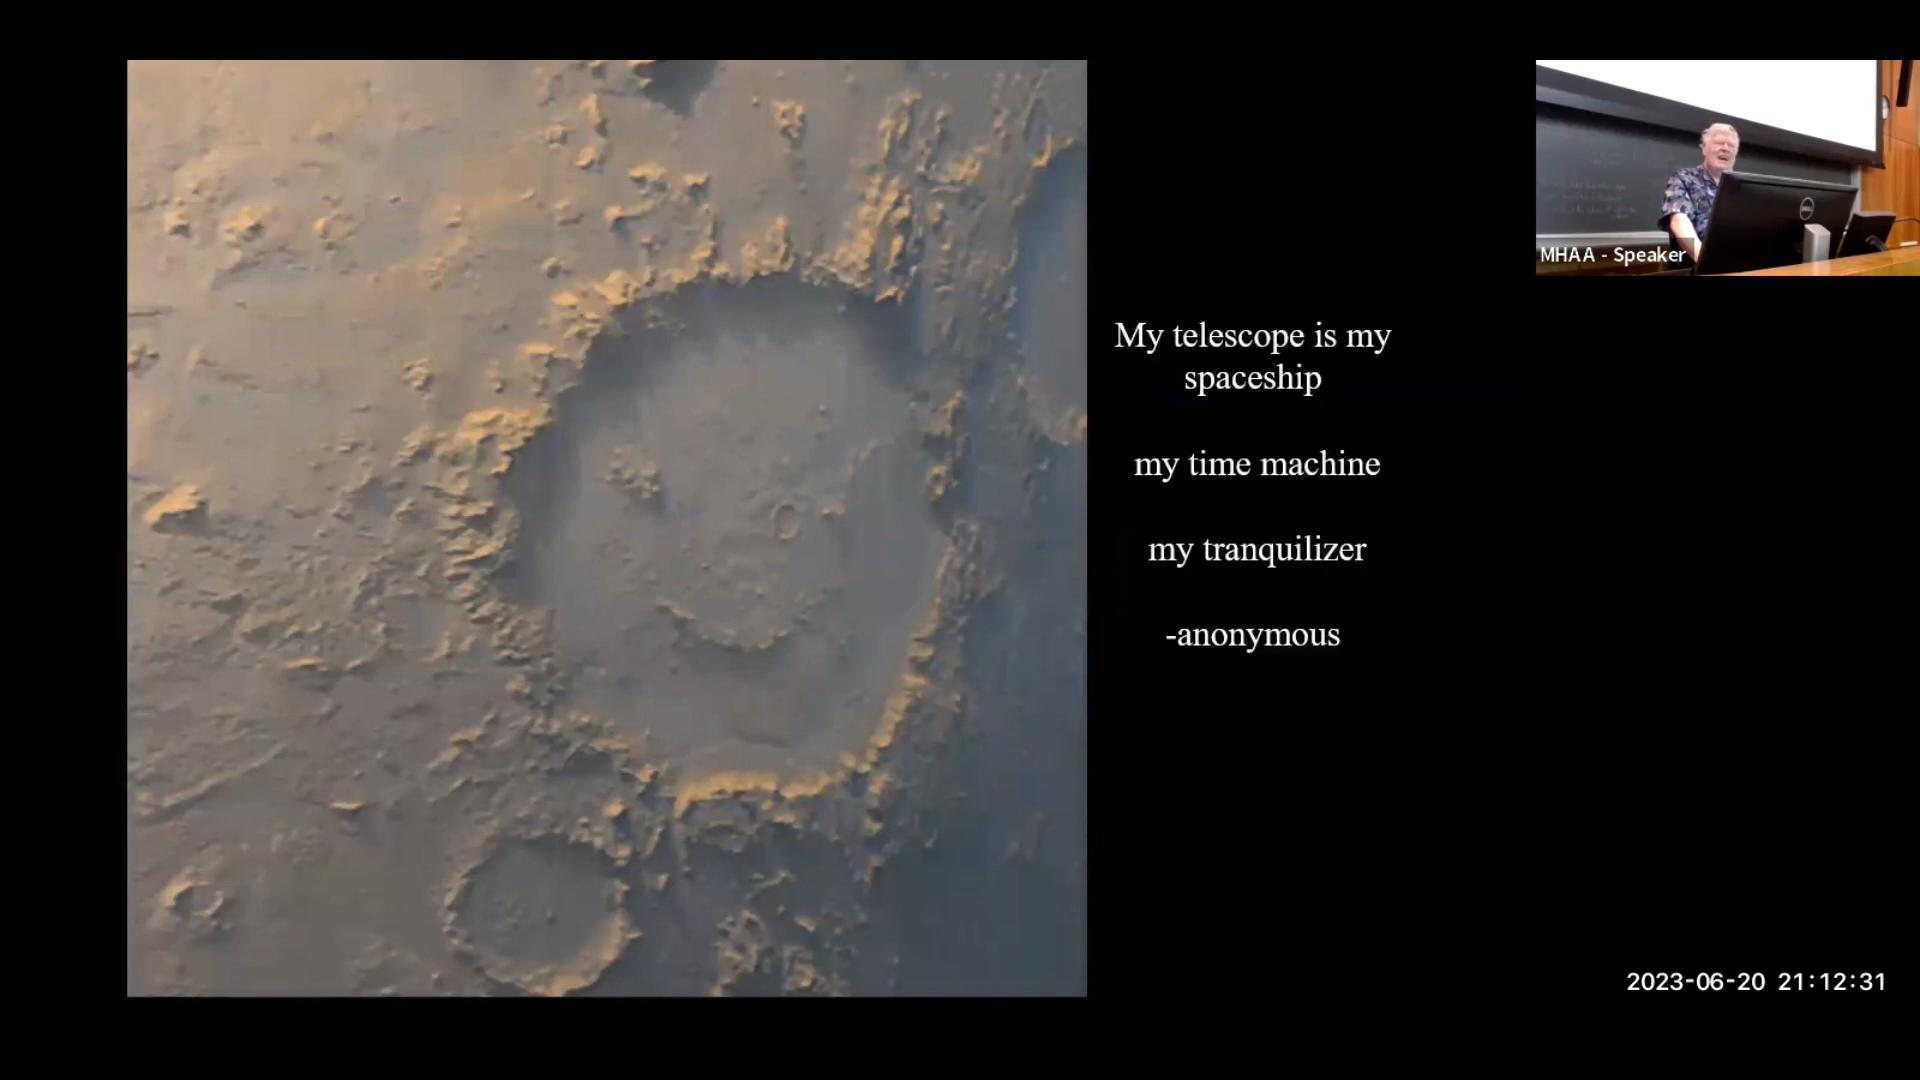 My telescope is my
spaceship
my time machine
my tranquilizer
-anonymous
MHAA - Speaker
DELL
2023-06-20 21:12:31